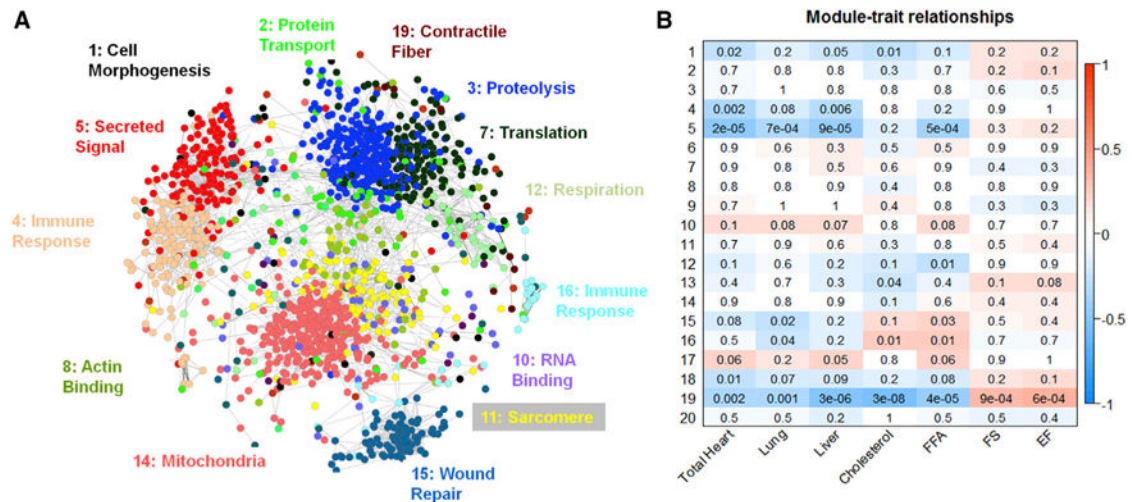 A
2: Protein
Transport
19: Contractile
Fiber
1: Cell
Morphogenesis
3: Proteolysis
5: Secreted
Signal
7: Translation
12: Respiration
4: Immune
Response
16: Immune
Response
8: Actin
Binding
10: RNA
Binding
11: Sarcomere
14: Mitochondria
15: Wound
Repair
B
Module-trait relationships
1 0.02 0.2 0.05 0.01 0.1 0.2 0.2
2 0.7 0.8 0.8 0.3 0.7 0.2 0.1
3 0.7 1 0.8 0.8 0.8 0.6 0.5
4 0.002 0.08 0.006 0.8 0.2 0.9 1
5 2e-05 7e-04 9e-05 0.2 5e-04 0.3 0.2
6 0.9 0.6 0.3 0.5 0.5 0.9 0.9
7 0.9 0.8 0.5 0.6 0.9 0.4 0.3
8 0.8 0.8 0.9 0.4 0.8 0.8 0.9
9 0.7 1 1 0.4 0.8 0.3 0.3
10 0.1 0.08 0.07 0.8 0.08 0.7 0.7
11 0.7 0.9 0.6 0.3 0.8 0.5 0.4
12 0.1 0.6 0.2 0.1 0.01 0.9 0.9
13 0.4 0.7 0.3 0.04 0.4 0.1 0.08
14 0.9 0.8 0.9 0.1 0.6 0.4 0.4
15 0.08 0.02 0.2 0.1 0.03 0.5 0.4
16 0.5 0.04 0.2 0.01 0.01 0.7 0.7
17 0.06 0.2 0.05 0.8 0.06 0.9 1
18 0.01 0.07 0.09 0.2 0.08 0.2 0.1
19 0.002 0.001 3e-06 3e-08 4e-05 9e-04 6e-04
20 0.5 0.5 0.2 1 0.5 0.5 0.4
Total Heart Lung Liver Cholesterol FFA FS EF
1
0.5
0
-0.5
-1